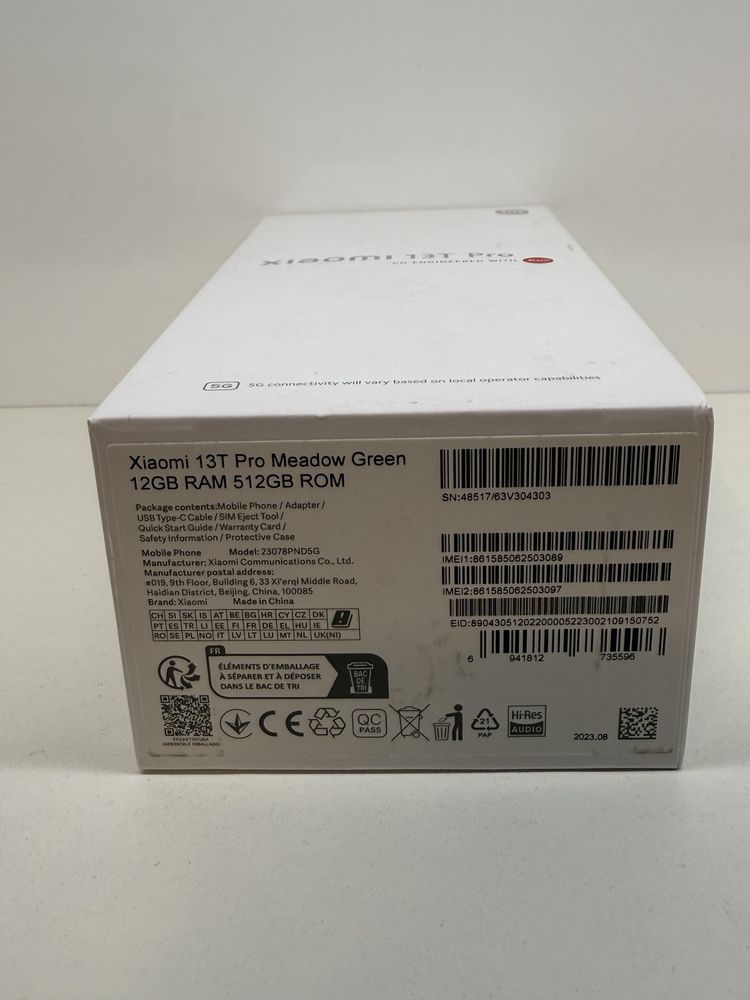 xiaomi 13T Pro
CO-ENGINEERED WITH
5G 5G connectivity will vary based on local operator capabilities
Xiaomi 13T Pro Meadow Green
12GB RAM 512GB ROM
Package contents:Mobile Phone / Adapter /
USB Type-C Cable / SIM Eject Tool /
Quick Start Guide / Warranty Card /
Safety Information / Protective Case
Mobile Phone Model: 23078PND5G
Manufacturer: Xiaomi Communications Co., Ltd.
Manufacturer postal address:
#019, 9th Floor, Building 6, 33 Xi'erqi Middle Road,
Haidian District, Beijing, China, 100085
Brand: Xiaomi Made in China
CH SI SK IS AT BE BG HR CY CZ DK
PT ES TR LI EE FI FR DE EL HU IE
RO SE PL NO IT LV LT LU MT NL UK(NI)
SN:48517/63V304303
IMEI1:861585062503089
IMEI2:861585062503097
EID:89043051202200005223002109150752
6 941812 735596
FR
ÉLÉMENTS D'EMBALLAGE
À SÉPARER ET À DÉPOSER
DANS LE BAC DE TRI
BAC
DE
TRI
ETICHETTATURA
AMBIENTALE IMBALLAGGI
CE
QC
PASS
21
PAP
Hi-Res
AUDIO
2023.08